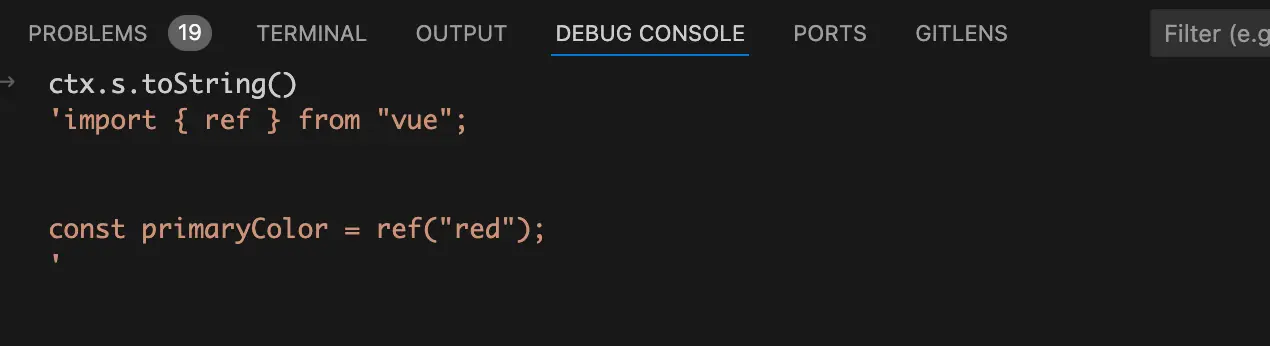 PROBLEMS 19 TERMINAL OUTPUT DEBUG CONSOLE PORTS GITLENS Filter (e.g
→ ctx.s.toString()
'import { ref } from "vue";
const primaryColor = ref("red");
'